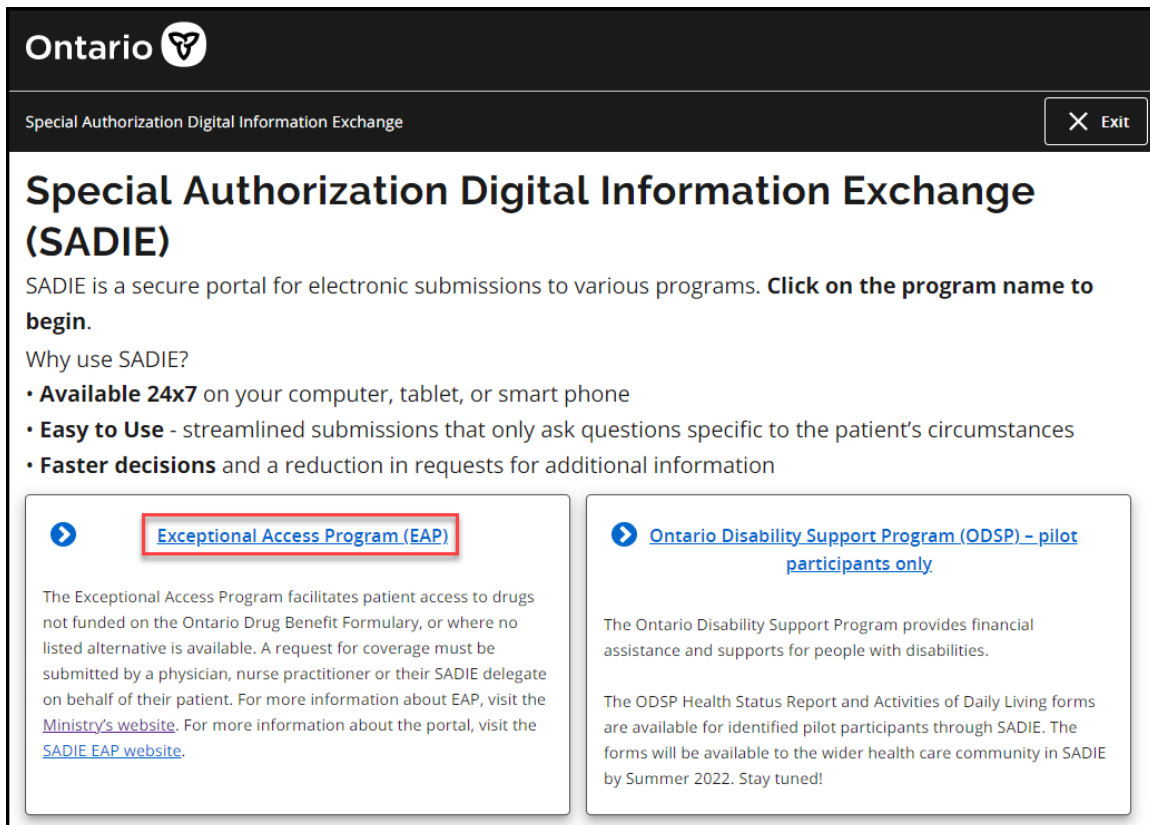 Ontario
Special Authorization Digital Information Exchange
Exit
Special Authorization Digital Information Exchange
(SADIE)
SADIE is a secure portal for electronic submissions to various programs. Click on the program name to
begin.
Why use SADIE?
• Available 24x7 on your computer, tablet, or smart phone
• Easy to Use - streamlined submissions that only ask questions specific to the patient's circumstances
• Faster decisions and a reduction in requests for additional information
Exceptional Access Program (EAP)
The Exceptional Access Program facilitates patient access to drugs
not funded on the Ontario Drug Benefit Formulary, or where no
listed alternative is available. A request for coverage must be
submitted by a physician, nurse practitioner or their SADIE delegate
on behalf of their patient. For more information about EAP, visit the
Ministry's website. For more information about the portal, visit the
SADIE EAP website.
Ontario Disability Support Program (ODSP) – pilot
participants only
The Ontario Disability Support Program provides financial
assistance and supports for people with disabilities.
The ODSP Health Status Report and Activities of Daily Living forms
are available for identified pilot participants through SADIE. The
forms will be available to the wider health care community in SADIE
by Summer 2022. Stay tuned!